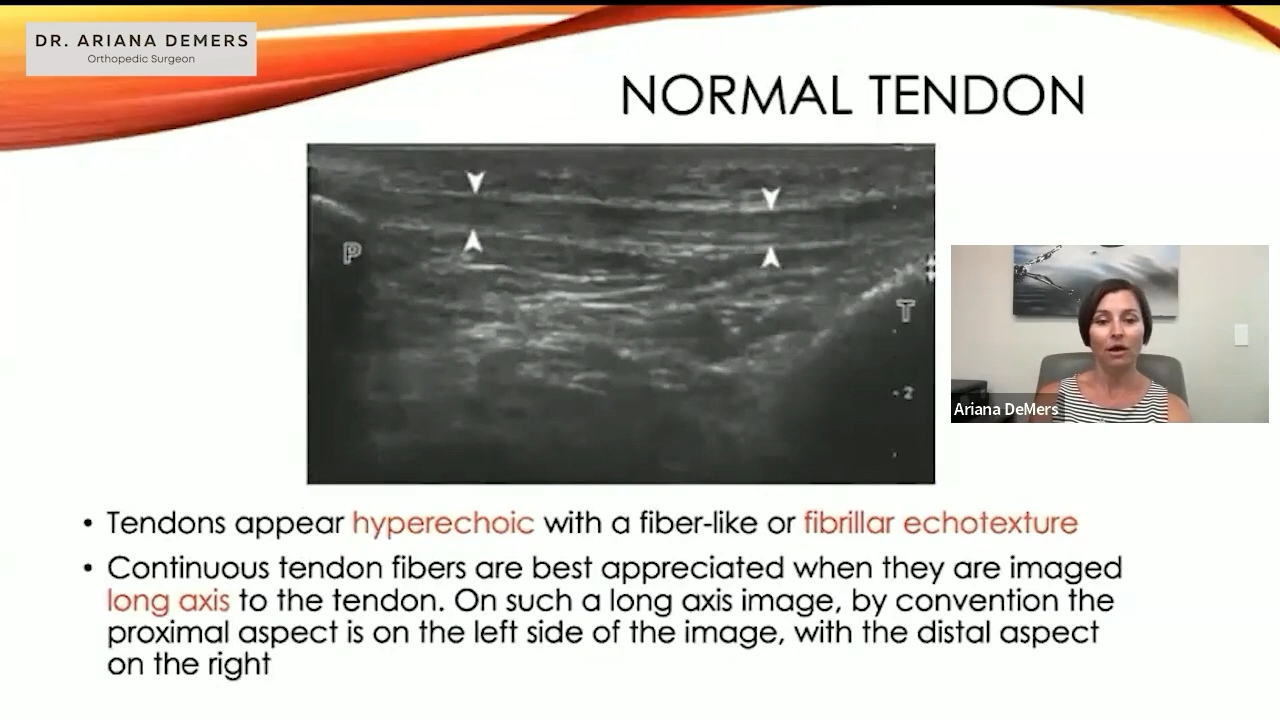 DR. ARIANA DEMERS
Orthopedic Surgeon
NORMAL TENDON
P
T
2
Ariana DeMers
• Tendons appear hyperechoic with a fiber-like or fibrillar echotexture
• Continuous tendon fibers are best appreciated when they are imaged
long axis to the tendon. On such a long axis image, by convention the
proximal aspect is on the left side of the image, with the distal aspect
on the right